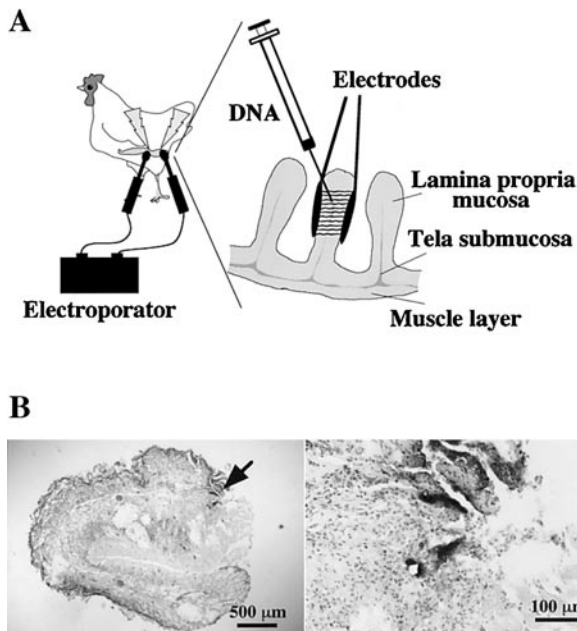 A
DNA
Electrodes
Lamina propria
mucosa
Tela submucosa
Muscle layer
Electroporator
B
500 μm
100 μm